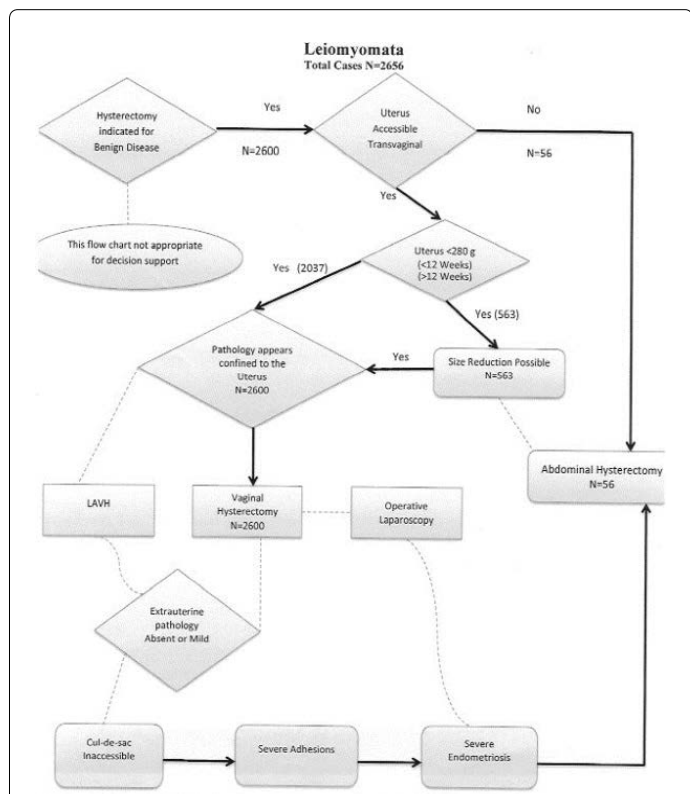 Leiomyomata
Total Cases N=2656
Hysterectomy
indicated for
Benign Disease
Yes
N=2600
Uterus
Accessible
Transvaginal
No
N=56
Yes
This flow chart not appropriate
for decision support
Uterus <280 g
(<12 Weeks)
(>12 Weeks)
Yes (2037)
Yes (563)
Pathology appears
confined to the
Uterus
N=2600
Yes
Size Reduction Possible
N=563
Abdominal Hysterectomy
N=56
LAVH
Vaginal
Hysterectomy
N=2600
Operative
Laparoscopy
Extrauterine
pathology
Absent or Mild
Cul-de-sac
Inaccessible
Severe Adhesions
Severe
Endometriosis